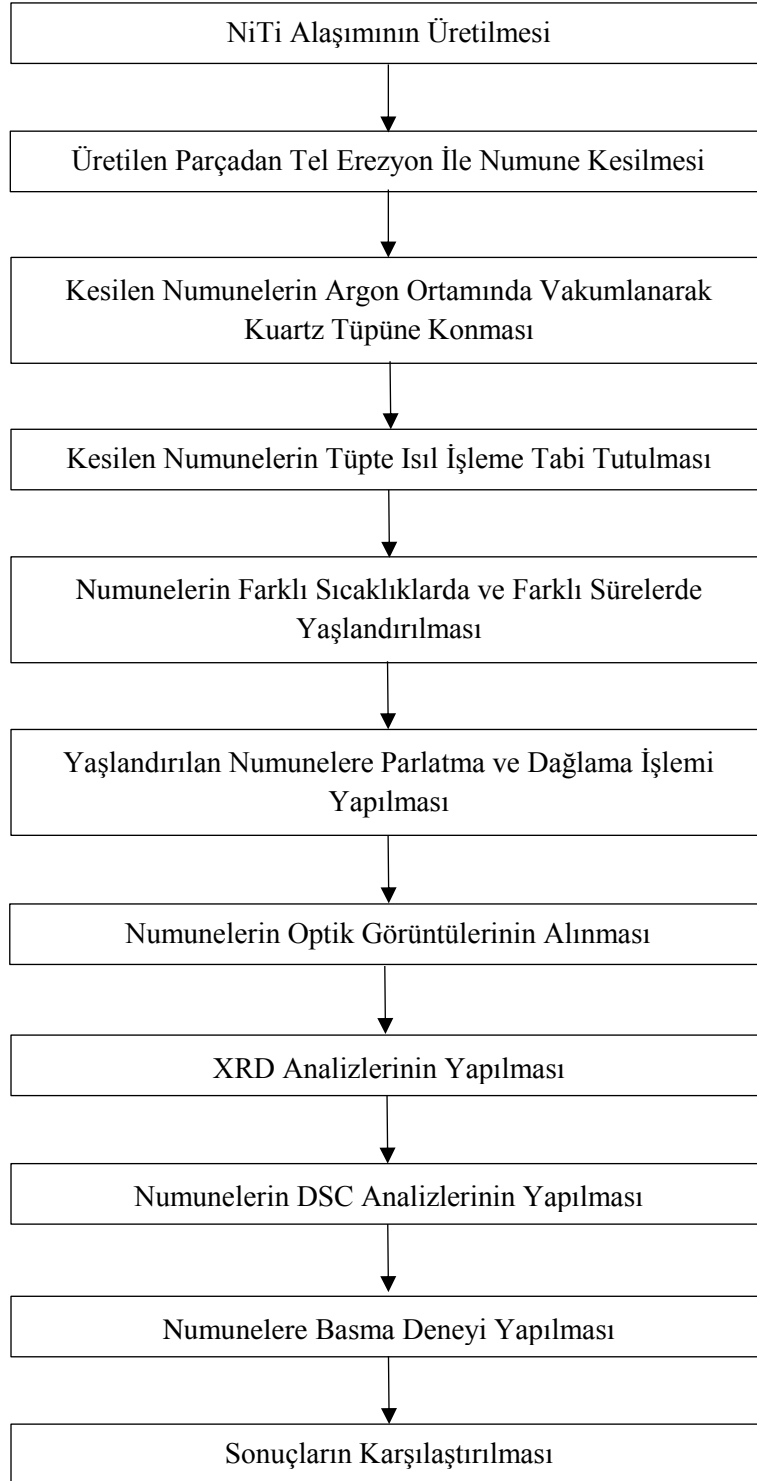 NiTi Alaşımının Üretilmesi
Üretilen Parçadan Tel Erezyon İle Numune Kesilmesi
Kesilen Numunelerin Argon Ortamında Vakumlanarak
Kuartz Tüpüne Konması
Kesilen Numunelerin Tüpte Isıl İşleme Tabi Tutulması
Numunelerin Farklı Sıcaklıklarda ve Farklı Sürelerde
Yaşlandırılması
Yaşlandırılan Numunelere Parlatma ve Dağlama İşlemi
Yapılması
Numunelerin Optik Görüntülerinin Alınması
XRD Analizlerinin Yapılması
Numunelerin DSC Analizlerinin Yapılması
Numunelere Basma Deneyi Yapılması
Sonuçların Karşılaştırılması